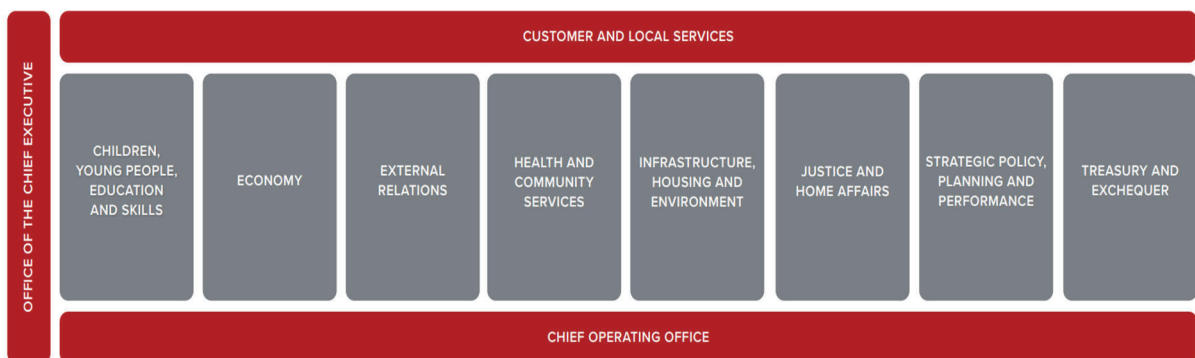 OFFICE OF THE CHIEF EXECUTIVE
CUSTOMER AND LOCAL SERVICES
CHILDREN,
YOUNG PEOPLE,
EDUCATION
AND SKILLS
ECONOMY
EXTERNAL
RELATIONS
HEALTH AND
COMMUNITY
SERVICES
INFRASTRUCTURE,
HOUSING AND
ENVIRONMENT
JUSTICE AND
HOME AFFAIRS
STRATEGIC POLICY,
PLANNING AND
PERFORMANCE
TREASURY AND
EXCHEQUER
CHIEF OPERATING OFFICE